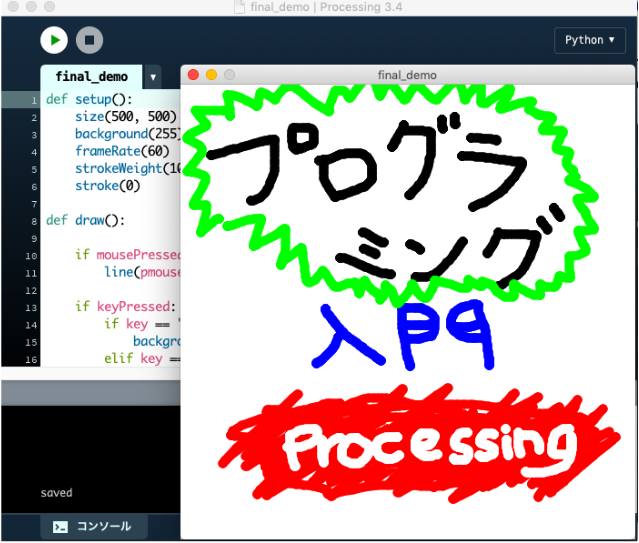 final_demo | Processing 3.4
Python ▼
final_demo ▼
1 def setup():
2 size(500, 500)
3 background(255)
4 frameRate(60)
5 strokeWeight(10
6 stroke(0)
7
8 def draw():
9
10 if mousePressed
11 line(pmouse
12
13 if keyPressed:
14 if key == '
15 backgro
16 elif key ==
saved
コンソール
final_demo
プログラ
ミング
入門
Processing